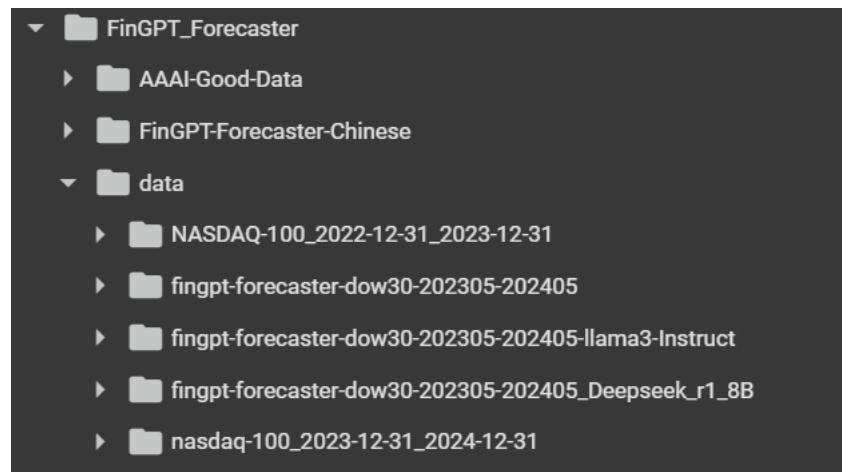 FinGPT_Forecaster
AAAI-Good-Data
FinGPT-Forecaster-Chinese
data
NASDAQ-100_2022-12-31_2023-12-31
fingpt-forecaster-dow30-202305-202405
fingpt-forecaster-dow30-202305-202405-llama3-Instruct
fingpt-forecaster-dow30-202305-202405_Deepseek_r1_8B
nasdaq-100_2023-12-31_2024-12-31